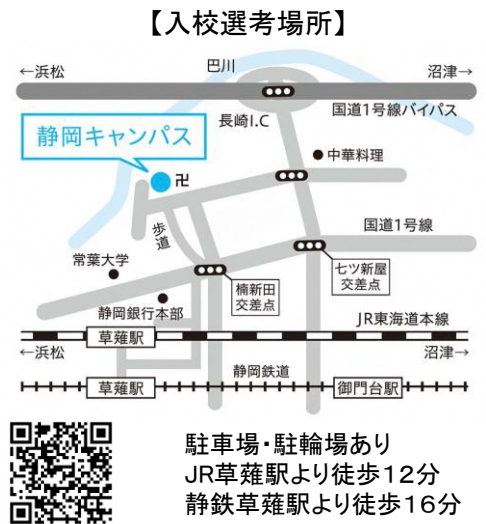 【入校選考場所】
←浜松
巴川
沼津→
国道1号線バイパス
長崎I.C
静岡キャンパス
中華料理
卍
歩道
国道1号線
常葉大学
七ツ新屋
交差点
楠新田
交差点
静岡銀行本部
JR東海道本線
草薙駅
←浜松
沼津→
静岡鉄道
草薙駅
御門台駅
駐車場・駐輪場あり
JR草薙駅より徒歩12分
静鉄草薙駅より徒歩16分